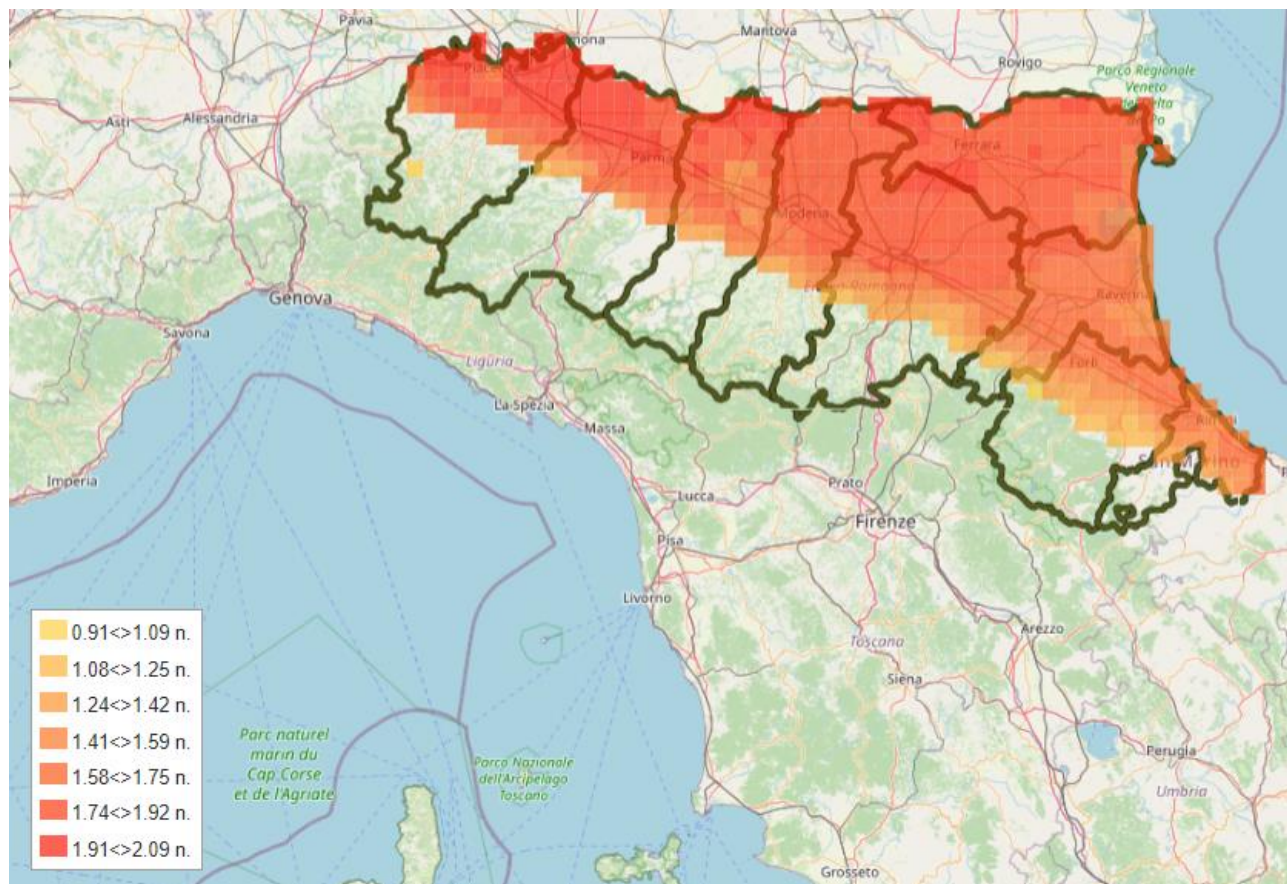 Pavia
Mantova
Rovigo
Parco Regionale
Veneto
Asti
Alessandria
Ferrara
Parma
Modena
Genova
Savona
Ravenna
Liguria
Forlì
La Spezia
Massa
San Marino
Imperia
Lucca
Prato
Firenze
Pisa
Livorno
Arezzo
Toscana
Siena
Parc naturel
marin du
Cap Corse
et de l'Agriate
Parco Nazionale
dell'Arcipelago
Toscano
Perugia
Umbria
Grosseto
0.91<>1.09 n.
1.08<>1.25 n.
1.24<>1.42 n.
1.41<>1.59 n.
1.58<>1.75 n.
1.74<>1.92 n.
1.91<>2.09 n.